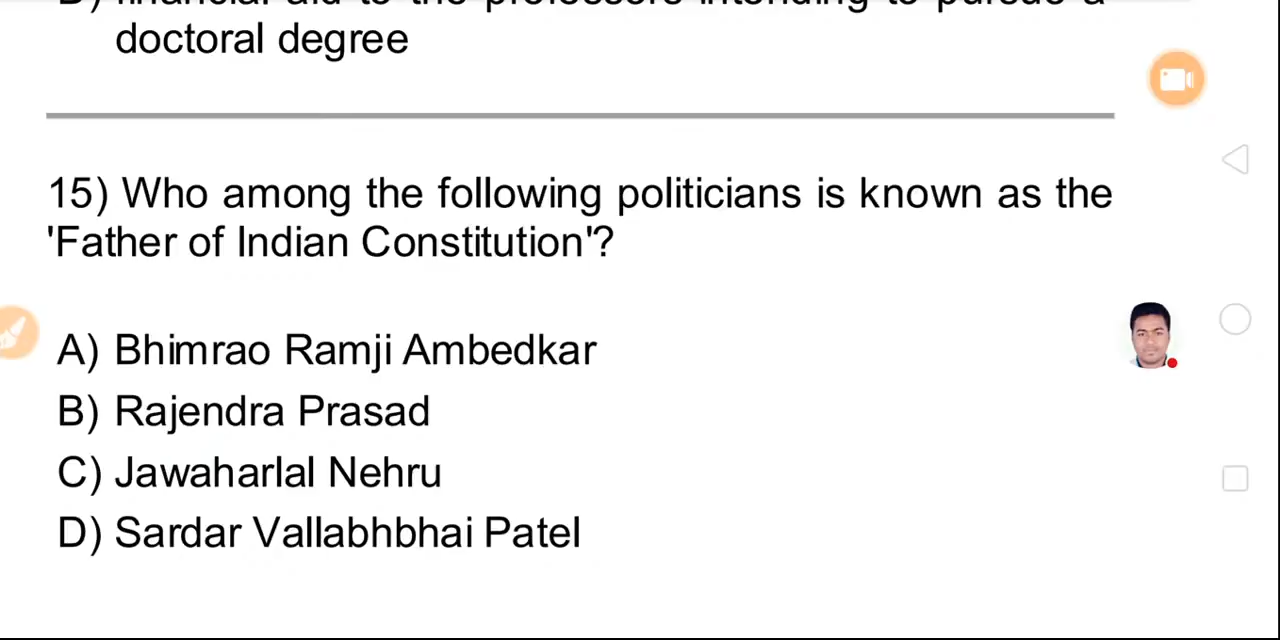 doctoral degree
15) Who among the following politicians is known as the
'Father of Indian Constitution'?
A) Bhimrao Ramji Ambedkar
B) Rajendra Prasad
C) Jawaharlal Nehru
D) Sardar Vallabhbhai Patel